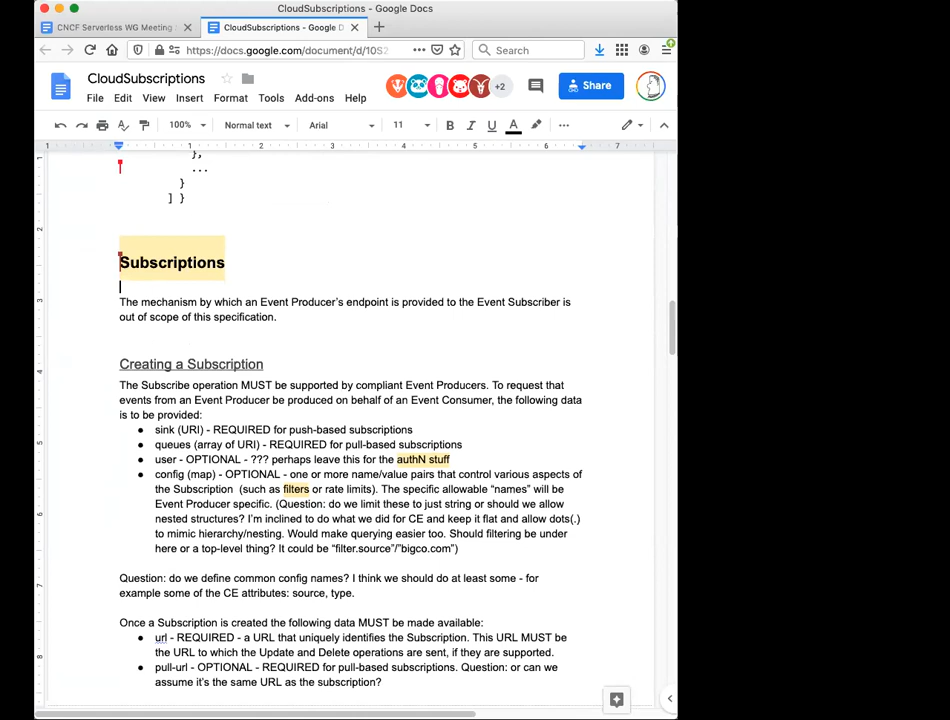 CloudSubscriptions - Google Docs
CNCF Serverless WG Meeting
CloudSubscriptions - Google D
https://docs.google.com/document/d/10S2
Search
CloudSubscriptions
+2
Share
File Edit View Insert Format Tools Add-ons Help
100% Normal text Arial 11 B I U A
1 1 2 3 4 5 6 7
},
...
}
] }
Subscriptions
The mechanism by which an Event Producer's endpoint is provided to the Event Subscriber is
out of scope of this specification.
Creating a Subscription
The Subscribe operation MUST be supported by compliant Event Producers. To request that
events from an Event Producer be produced on behalf of an Event Consumer, the following data
is to be provided:
● sink (URI) - REQUIRED for push-based subscriptions
● queues (array of URI) - REQUIRED for pull-based subscriptions
● user - OPTIONAL - ??? perhaps leave this for the authN stuff
● config (map) - OPTIONAL - one or more name/value pairs that control various aspects of
the Subscription (such as filters or rate limits). The specific allowable “names” will be
Event Producer specific. (Question: do we limit these to just string or should we allow
nested structures? I'm inclined to do what we did for CE and keep it flat and allow dots(.)
to mimic hierarchy/nesting. Would make querying easier too. Should filtering be under
here or a top-level thing? It could be “filter.source”/”bigco.com”)
Question: do we define common config names? I think we should do at least some - for
example some of the CE attributes: source, type.
Once a Subscription is created the following data MUST be made available:
● url - REQUIRED - a URL that uniquely identifies the Subscription. This URL MUST be
the URL to which the Update and Delete operations are sent, if they are supported.
● pull-url - OPTIONAL - REQUIRED for pull-based subscriptions. Question: or can we
assume it's the same URL as the subscription?